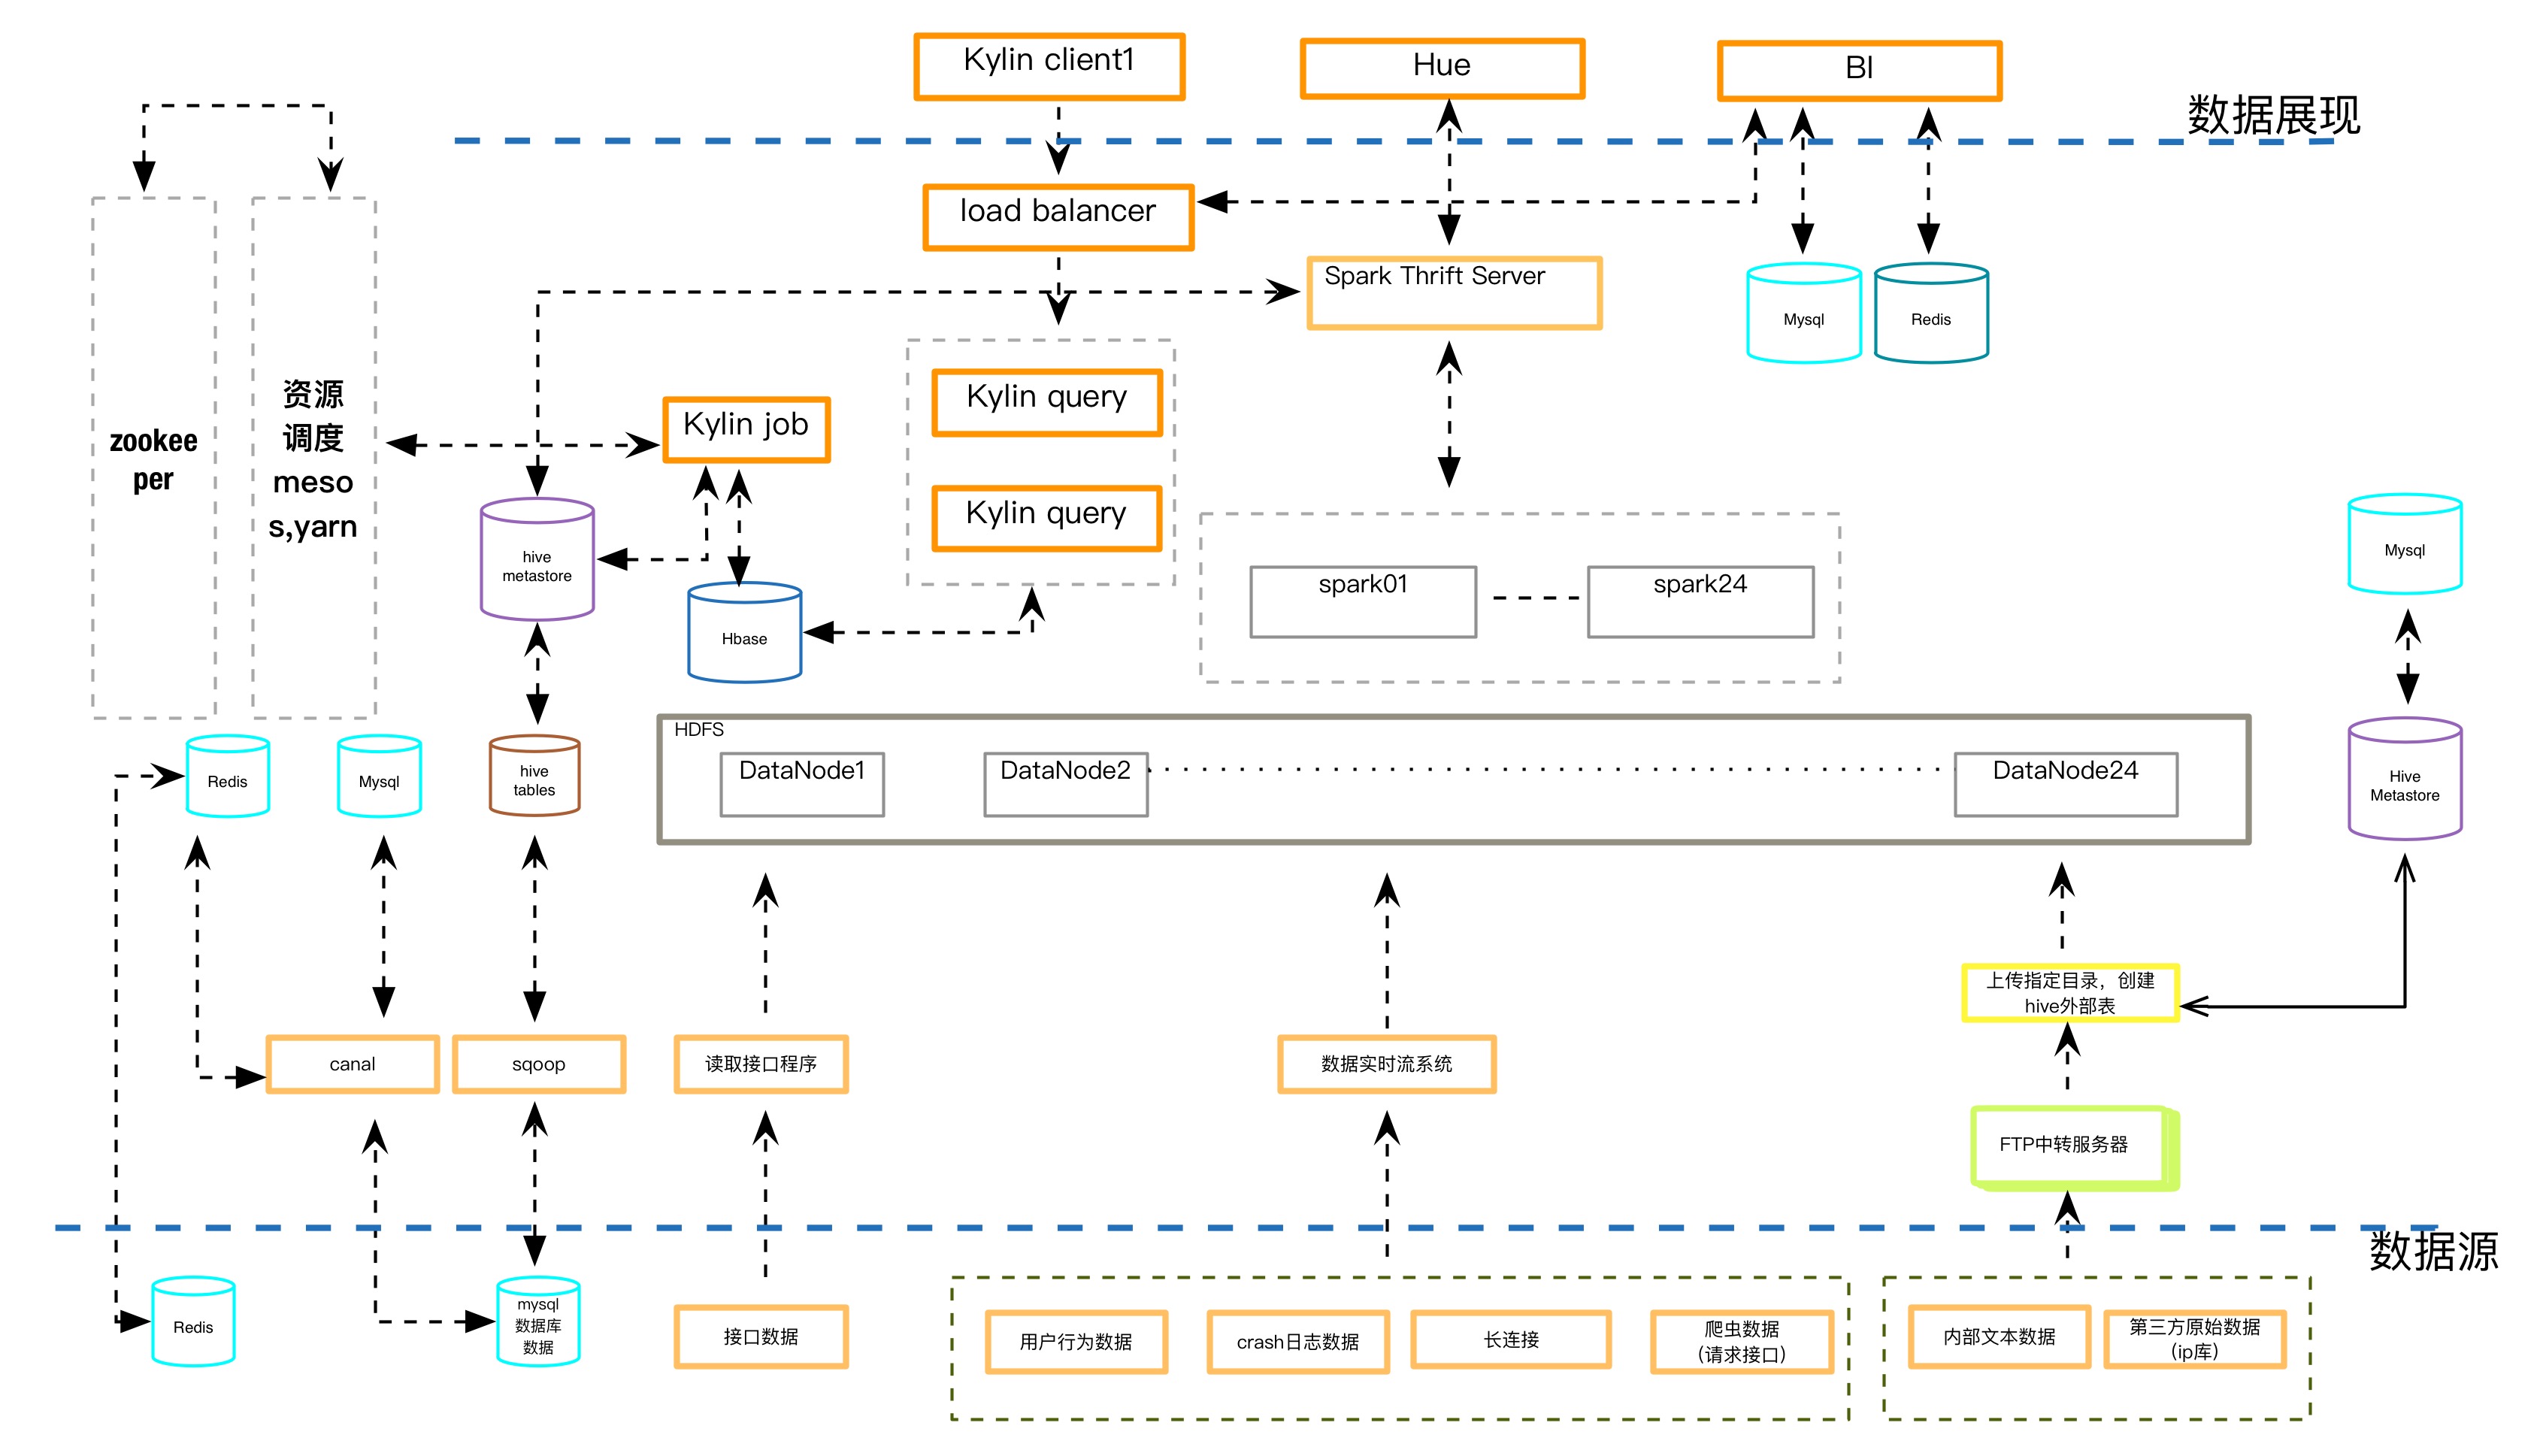 Kylin client1
Hue
BI
数据展现
load balancer
Spark Thrift Server
Mysql
Redis
zookee
per
资源
调度
meso
s,yarn
Kylin job
Kylin query
Kylin query
hive
metastore
Hbase
spark01
spark24
Mysql
HDFS
DataNode1
DataNode2
DataNode24
Redis
Mysql
hive
tables
Hive
Metastore
上传指定目录，创建
hive外部表
canal
sqoop
读取接口程序
数据实时流系统
FTP中转服务器
数据源
Redis
mysql
数据库
数据
接口数据
用户行为数据
crash日志数据
长连接
爬虫数据
(请求接口)
内部文本数据
第三方原始数据
(ip库)